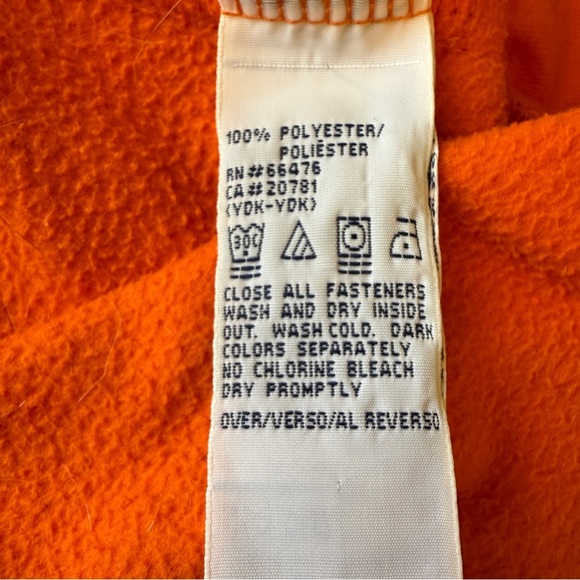 100% POLYESTER/
POLIÉSTER
RN#66476
CA#20781
(YDK-YDK)
30C
CLOSE ALL FASTENERS
WASH AND DRY INSIDE
OUT. WASH COLD. DARK
COLORS SEPARATELY
NO CHLORINE BLEACH
DRY PROMPTLY
OVER/VERSO/AL REVERSO